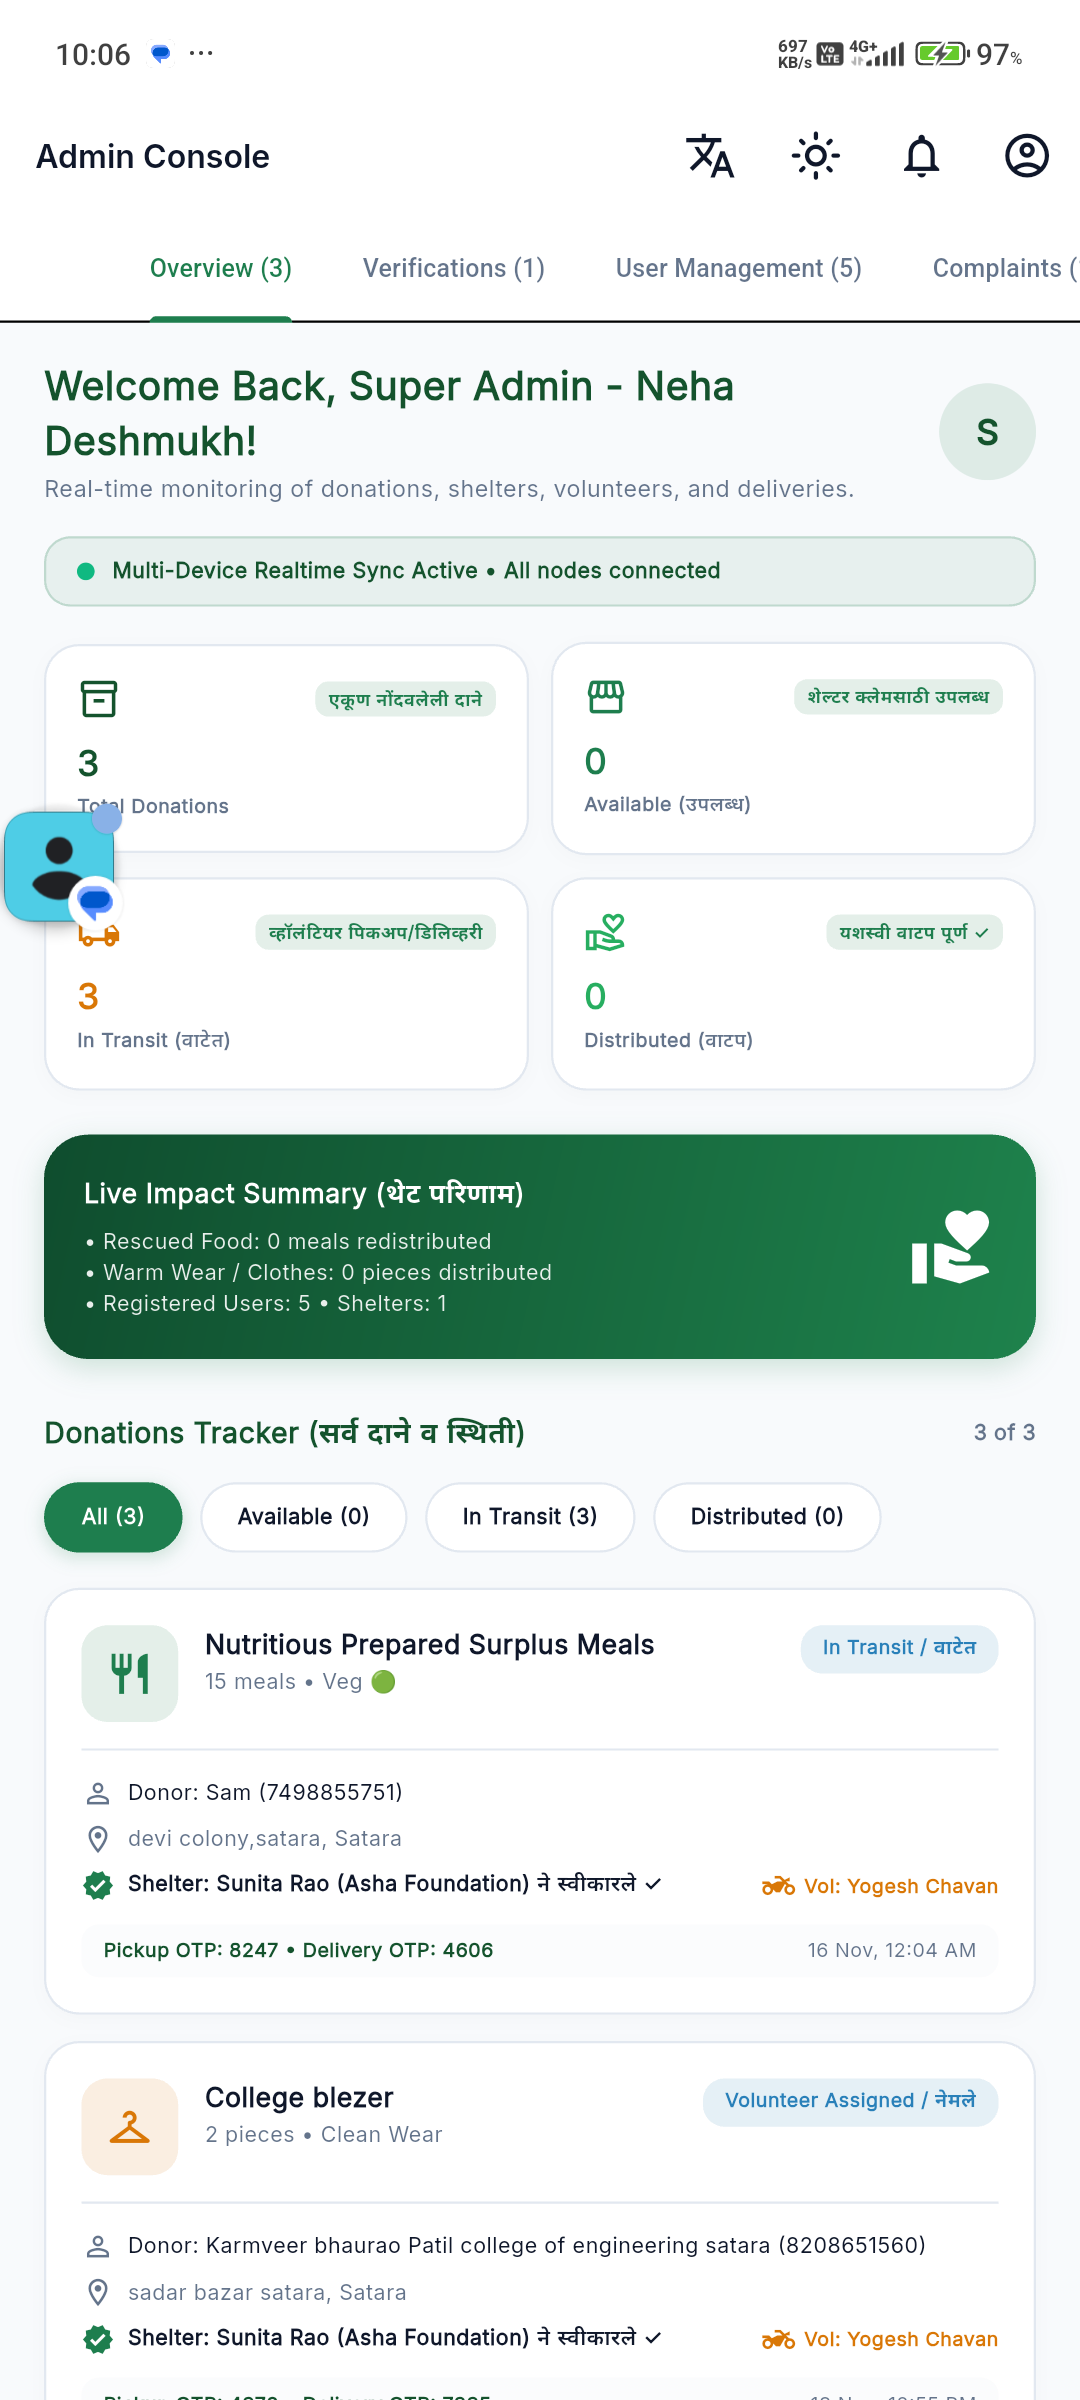 10:06
697
KB/s
Vo
LTE
4G+
97%
Admin Console
Overview (3)
Verifications (1)
User Management (5)
Complaints (
Welcome Back, Super Admin - Neha
Deshmukh!
S
Real-time monitoring of donations, shelters, volunteers, and deliveries.
Multi-Device Realtime Sync Active • All nodes connected
एकूण नोंदवलेली दाने
3
Total Donations
शेल्टर क्लेमसाठी उपलब्ध
0
Available (उपलब्ध)
व्हॉलंटियर पिकअप/डिलिव्हरी
3
In Transit (वाटेत)
यशस्वी वाटप पूर्ण ✓
0
Distributed (वाटप)
Live Impact Summary (थेट परिणाम)
• Rescued Food: 0 meals redistributed
• Warm Wear / Clothes: 0 pieces distributed
• Registered Users: 5 • Shelters: 1
Donations Tracker (सर्व दाने व स्थिती)
3 of 3
All (3)
Available (0)
In Transit (3)
Distributed (0)
Nutritious Prepared Surplus Meals
In Transit / वाटेत
15 meals • Veg 🟢
Donor: Sam (7498855751)
devi colony,satara, Satara
Shelter: Sunita Rao (Asha Foundation) ने स्वीकारले ✓
Vol: Yogesh Chavan
Pickup OTP: 8247 • Delivery OTP: 4606
16 Nov, 12:04 AM
College blezer
Volunteer Assigned / नेमले
2 pieces • Clean Wear
Donor: Karmveer bhaurao Patil college of engineering satara (8208651560)
sadar bazar satara, Satara
Shelter: Sunita Rao (Asha Foundation) ने स्वीकारले ✓
Vol: Yogesh Chavan